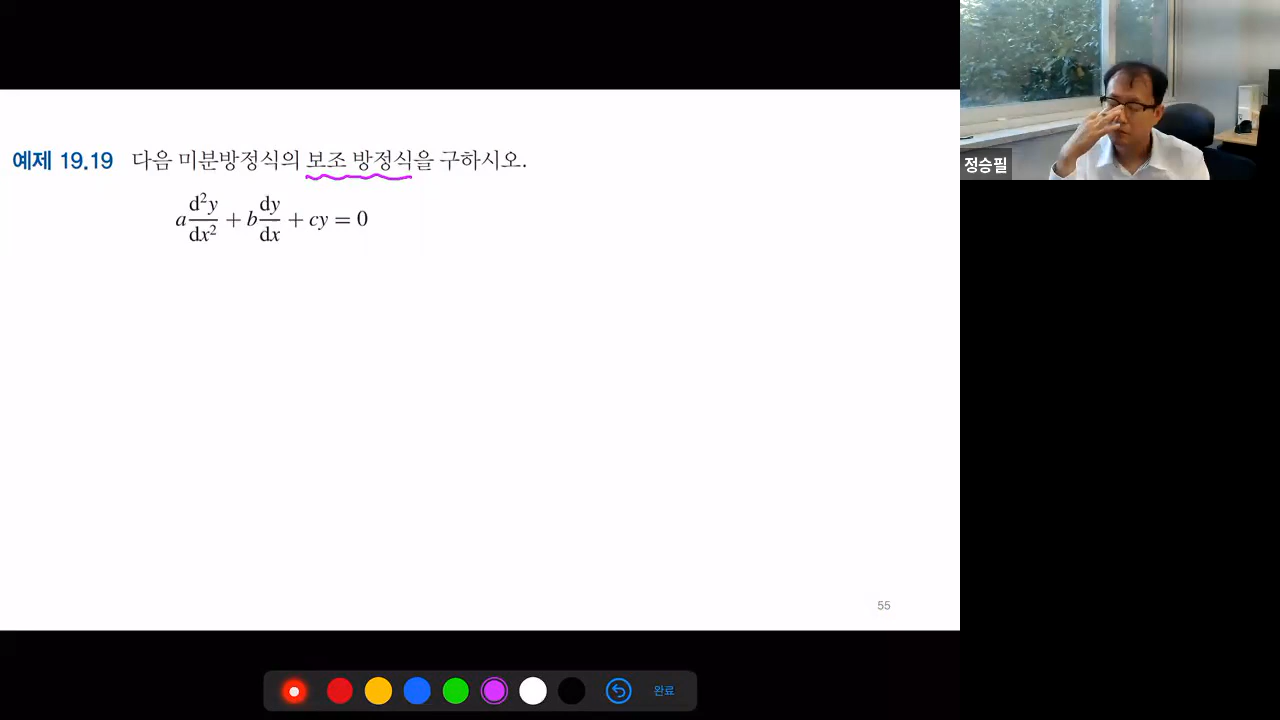 예제 19.19 다음 미분방정식의 보조 방정식을 구하시오.
a d²y/dx² + b dy/dx + cy = 0
정승필
55
완료